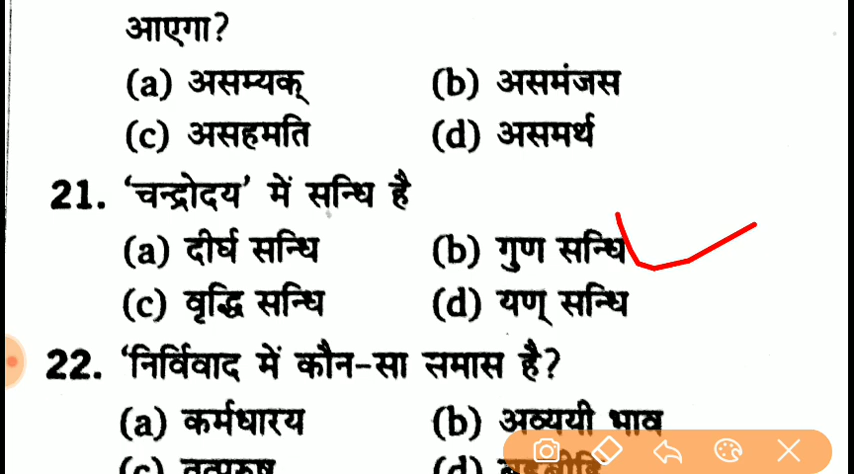 आएगा?
(a) असम्यक् (b) असमंजस
(c) असहमति (d) असमर्थ
21. ‘चन्द्रोदय’ में सन्धि है
(a) दीर्घ सन्धि (b) गुण सन्धि
(c) वृद्धि सन्धि (d) यण् सन्धि
22. ‘निर्विवाद में कौन-सा समास है?
(a) कर्मधारय (b) अव्ययी भाव
(c) तत्पुरुष (d)